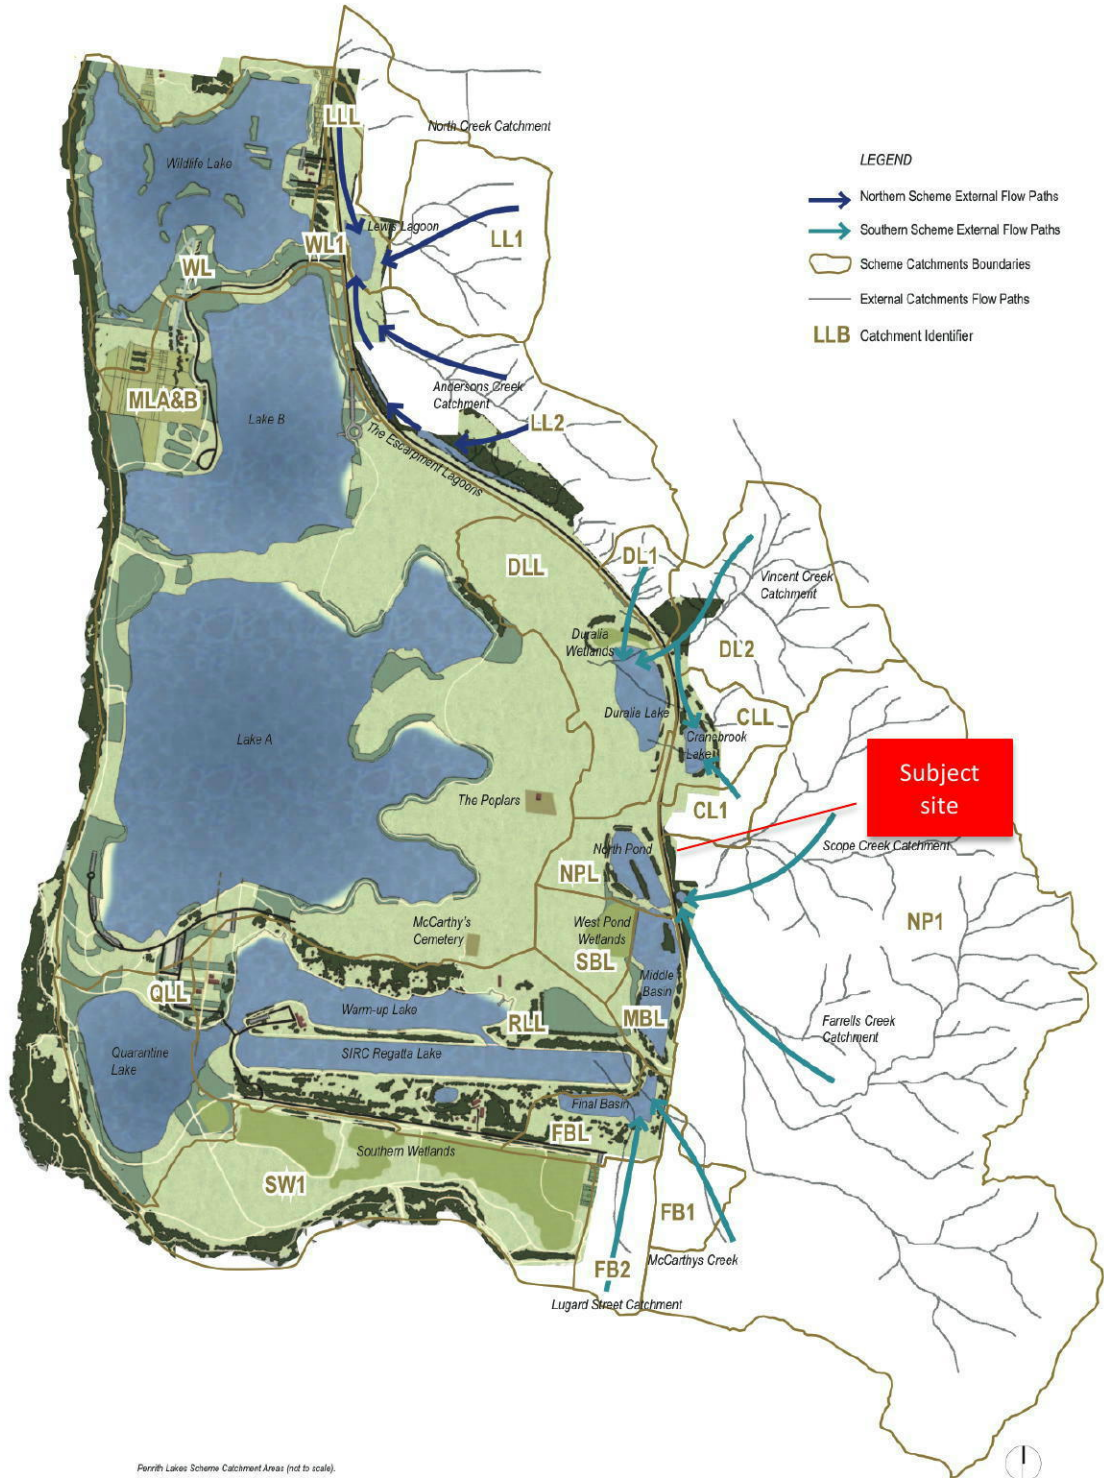 North Creek Catchment
LLL
Wildlife Lake
Lewis Lagoon
LL1
WL1
WL
LEGEND
Northern Scheme External Flow Paths
Southern Scheme External Flow Paths
Scheme Catchments Boundaries
External Catchments Flow Paths
LLB Catchment Identifier
Andersons Creek
Catchment
MLA&B
Lake B
LL2
The Escarpment Lagoons
DLL
DL1
Vincent Creek
Catchment
Duralia
Wetlands
DL2
Duralia Lake
CLL
Cranebrook
Lake
Lake A
Subject
site
The Poplars
CL1
North Pond
Scope Creek Catchment
NPL
McCarthy's
Cemetery
West Pond
Wetlands
NP1
SBL
Middle
Basin
QLL
Warm-up Lake
RLL
MBL
Farrells Creek
Catchment
Quarantine
Lake
SIRC Regatta Lake
Final Basin
FBL
Southern Wetlands
SW1
FB1
FB2
McCarthys Creek
Lugard Street Catchment
Penrith Lakes Scheme Catchment Areas (not to scale).